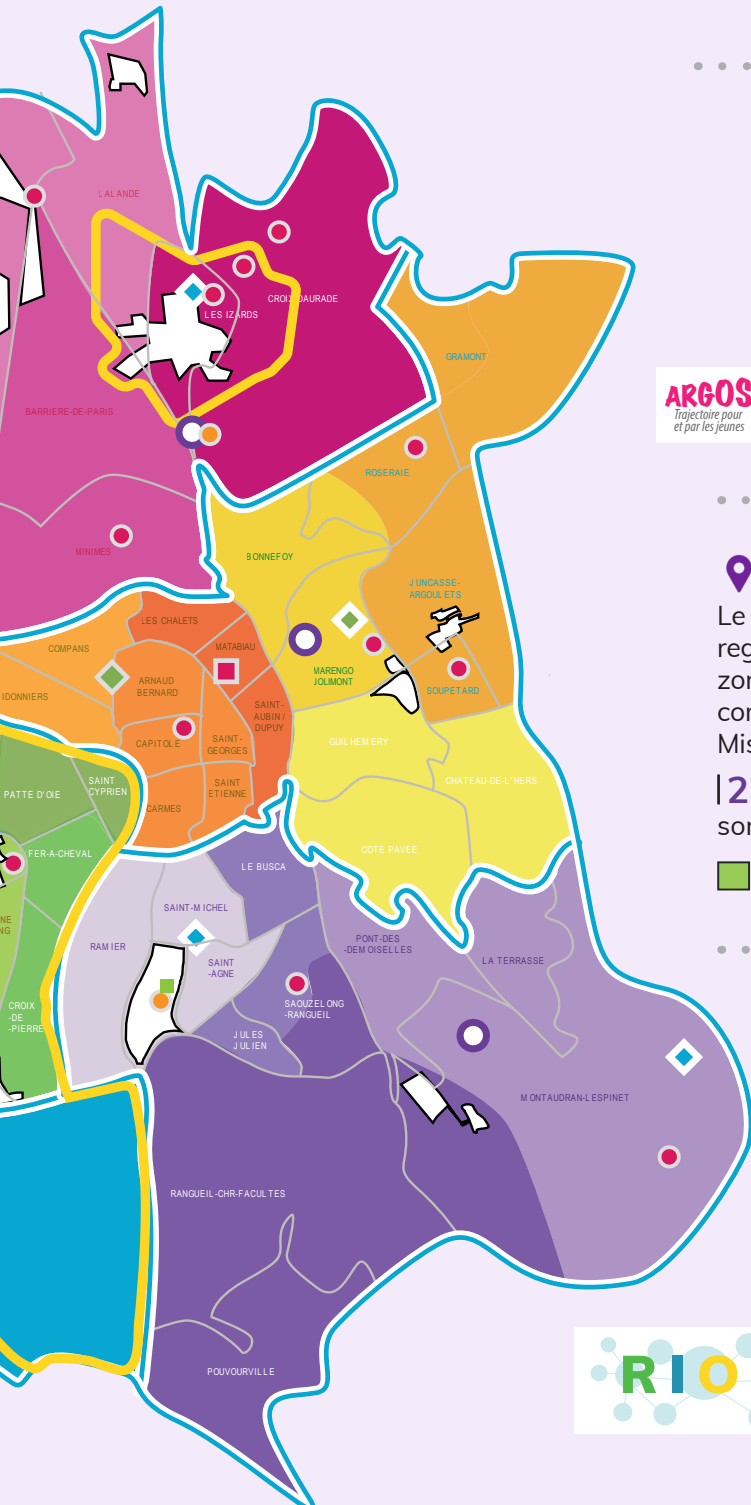 LALANDE
CROIX-DAURADE
LES IZARDS
GRAMONT
BARRIERE-DE-PARIS
ARGOS
Trajectoire pour
et par les jeunes
ROSERAIE
MINIMES
BONNEFOY
JUNCASSE-
ARGOULETS
Le
reg
zor
cor
Mis
LES CHALETS
COMPANS
MATABIAU
ARNAUD
BERNARD
MARENGO
JOLIMONT
SOUPETARD
IDONNIERS
SAINT-
AUBIN /
DUPUY
CAPITOLE
SAINT-
GEORGES
GUILHEMERY
CHATEAU-DE-L'HERS
SAINT
CYPRIEN
PATTE D'OIE
SAINT
ETIENNE
CARMES
2
sor
FER-A-CHEVAL
COTE PAVEE
LE BUSCA
SAINT-MICHEL
NE
NG
RAMIER
SAINT
-AGNE
PONT-DES
-DEMOISELLES
LA TERRASSE
CROIX
-DE
-PIERRE
SAOUZELONG
-RANGUEIL
JULES
JULIEN
MONTAUDRAN-LESPINET
RANGUEIL-CHR-FACULTES
POUVOURVILLE
RIO